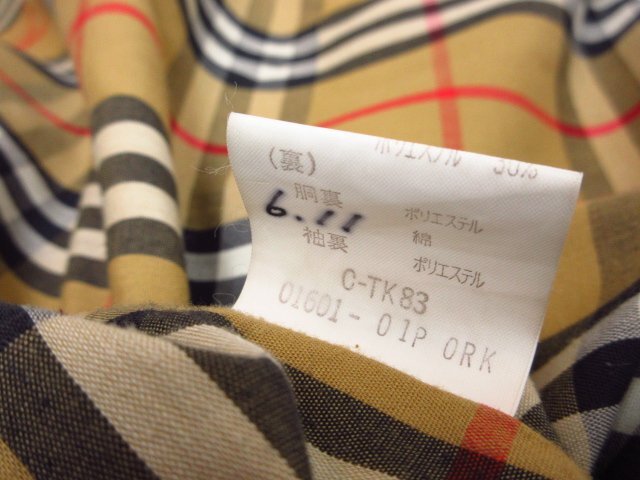 ポリエステル 50%
(裏)
胴裏 ポリエステル
6.11 綿
袖裏 ポリエステル
C-TK83
01601-01P ORK